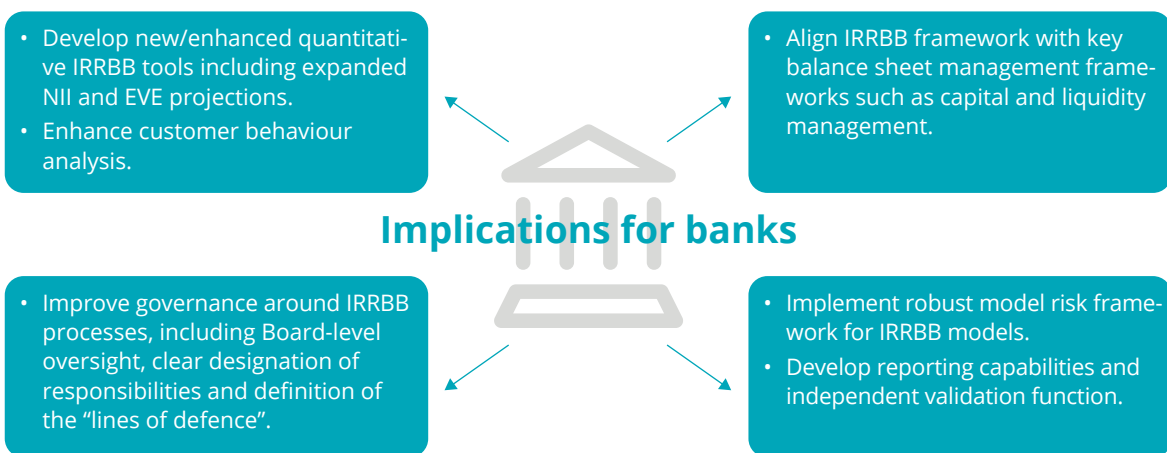 • Develop new/enhanced quantitati-
ve IRRBB tools including expanded
NII and EVE projections.
• Enhance customer behaviour
analysis.
• Align IRRBB framework with key
balance sheet management frame-
works such as capital and liquidity
management.
Implications for banks
• Improve governance around IRRBB
processes, including Board-level
oversight, clear designation of
responsibilities and definition of
the “lines of defence”.
• Implement robust model risk frame-
work for IRRBB models.
• Develop reporting capabilities and
independent validation function.